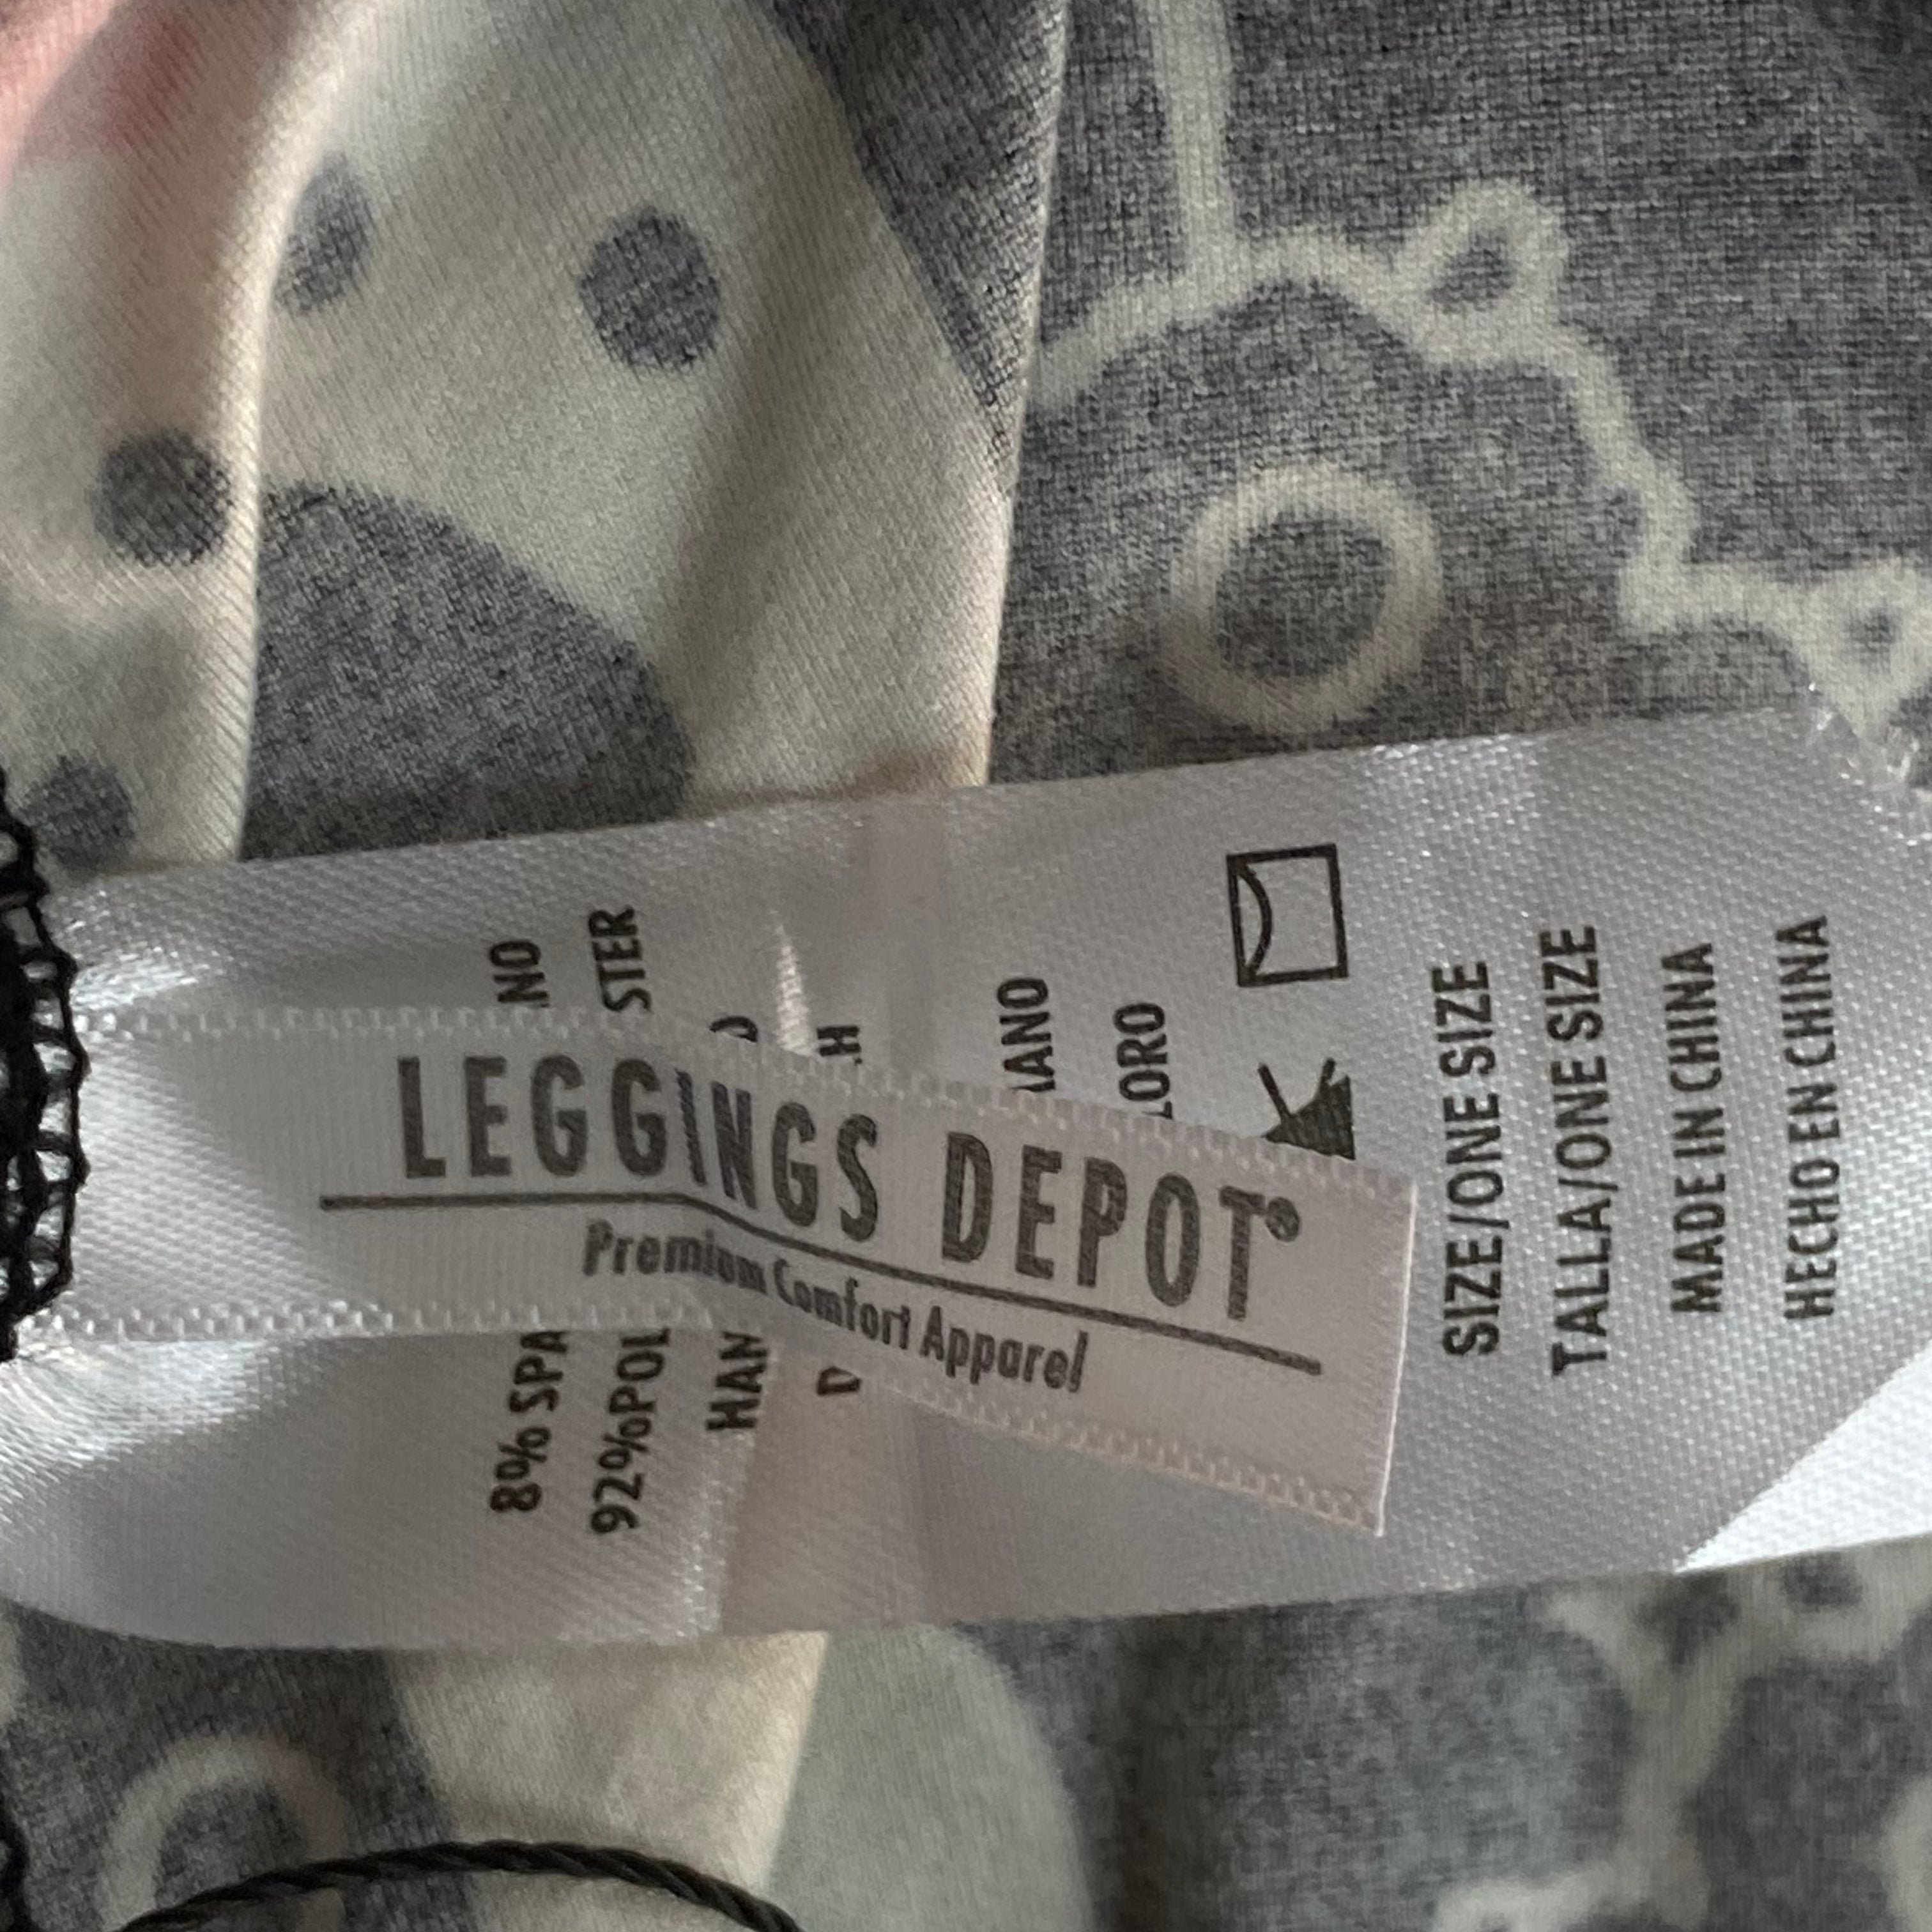 LEGGINGS DEPOT®
Premium Comfort Apparel
8% SPA NO
92%POL STER
HAN
D
ANO
LORO
SIZE/ONE SIZE
TALLA/ONE SIZE
MADE IN CHINA
HECHO EN CHINA